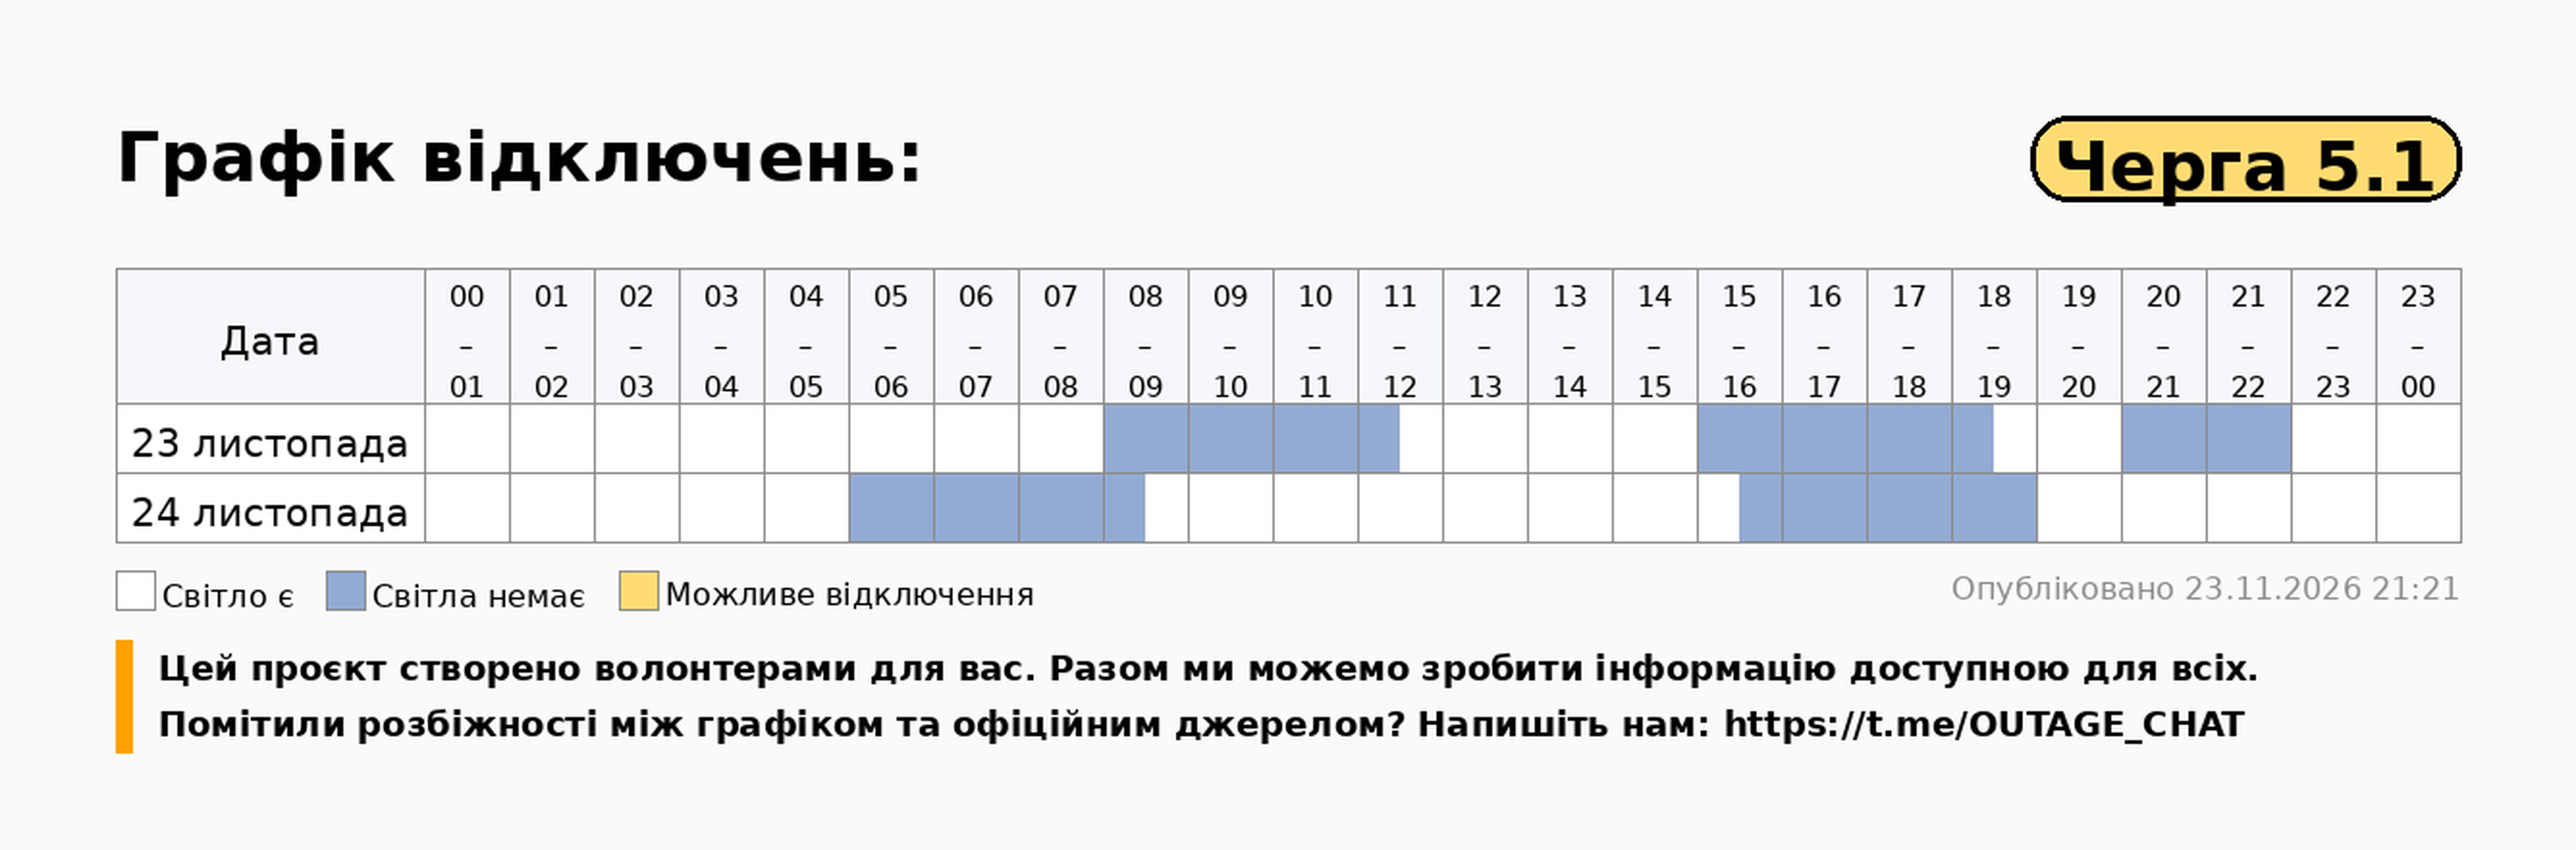 Графік відключень:
Черга 5.1
Дата 00 – 01 01 – 02 02 – 03 03 – 04 04 – 05 05 – 06 06 – 07 07 – 08 08 – 09 09 – 10 10 – 11 11 – 12 12 – 13 13 – 14 14 – 15 15 – 16 16 – 17 17 – 18 18 – 19 19 – 20 20 – 21 21 – 22 22 – 23 23 – 00
23 листопада
24 листопада
Світло є Світла немає Можливе відключення
Опубліковано 23.11.2026 21:21
Цей проєкт створено волонтерами для вас. Разом ми можемо зробити інформацію доступною для всіх.
Помітили розбіжності між графіком та офіційним джерелом? Напишіть нам: https://t.me/OUTAGE_CHAT